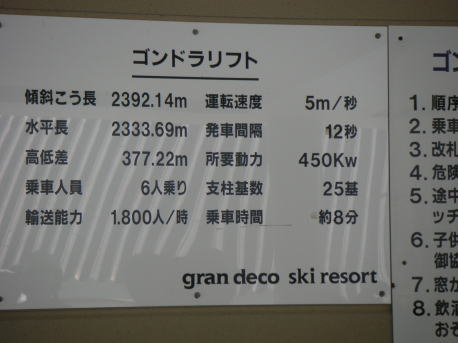 ゴンドラリフト
傾斜こう長 2392.14m 運転速度 5m／秒
水平長 2333.69m 発車間隔 12秒
高低差 377.22m 所要動力 450Kw
乗車人員 6人乗り 支柱基数 25基
輸送能力 1.800人／時 乗車時間 約8分
gran deco ski resort
ゴン
1. 順序
2. 乗車
3. 改札
4. 危険
5. 途中
ッチ
6. 子供
御協
7. 窓か
8. 飲酒
おそ